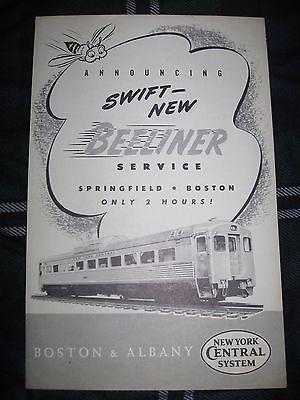 ANNOUNCING
SWIFT—
NEW
BEELINER
SERVICE
SPRINGFIELD • BOSTON
ONLY 2 HOURS!
BOSTON & ALBANY
NEW YORK
CENTRAL
SYSTEM